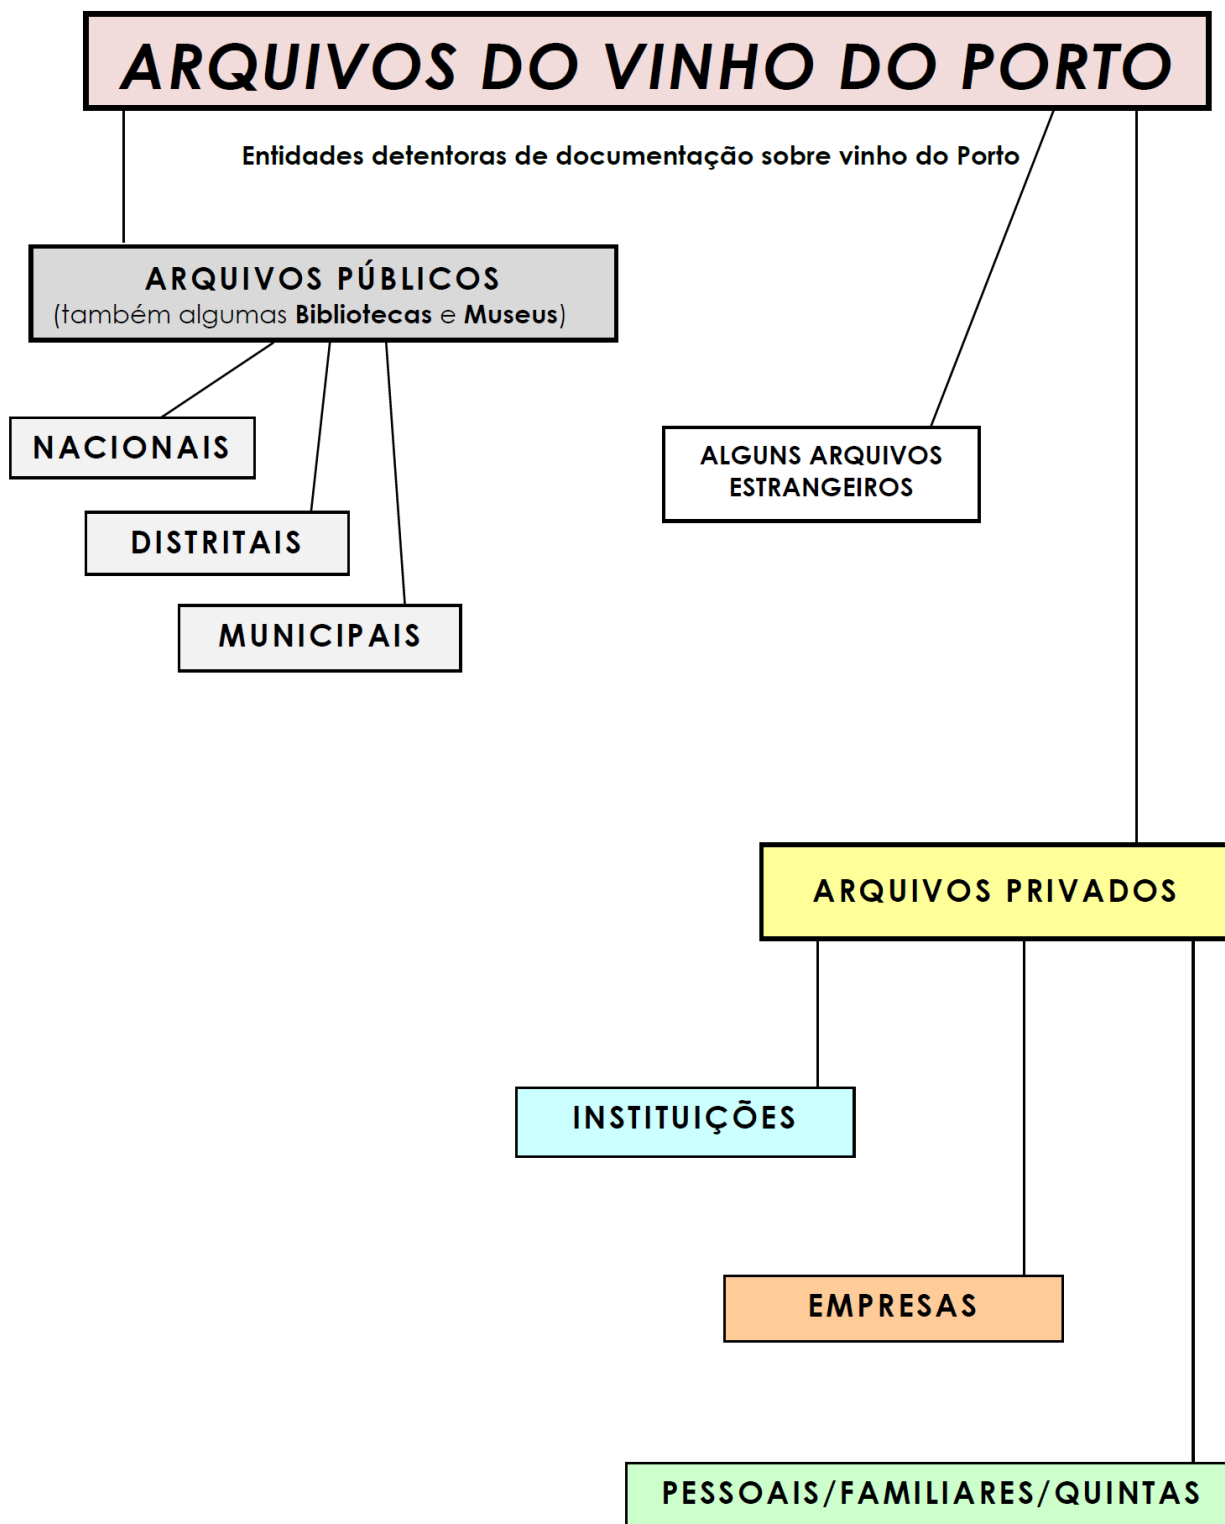 ARQUIVOS DO VINHO DO PORTO
Entidades detentoras de documentação sobre vinho do Porto
ARQUIVOS PÚBLICOS
(também algumas Bibliotecas e Museus)
NACIONAIS
DISTRITAIS
MUNICIPAIS
ALGUNS ARQUIVOS
ESTRANGEIROS
ARQUIVOS PRIVADOS
INSTITUIÇÕES
EMPRESAS
PESSOAIS/FAMILIARES/QUINTAS